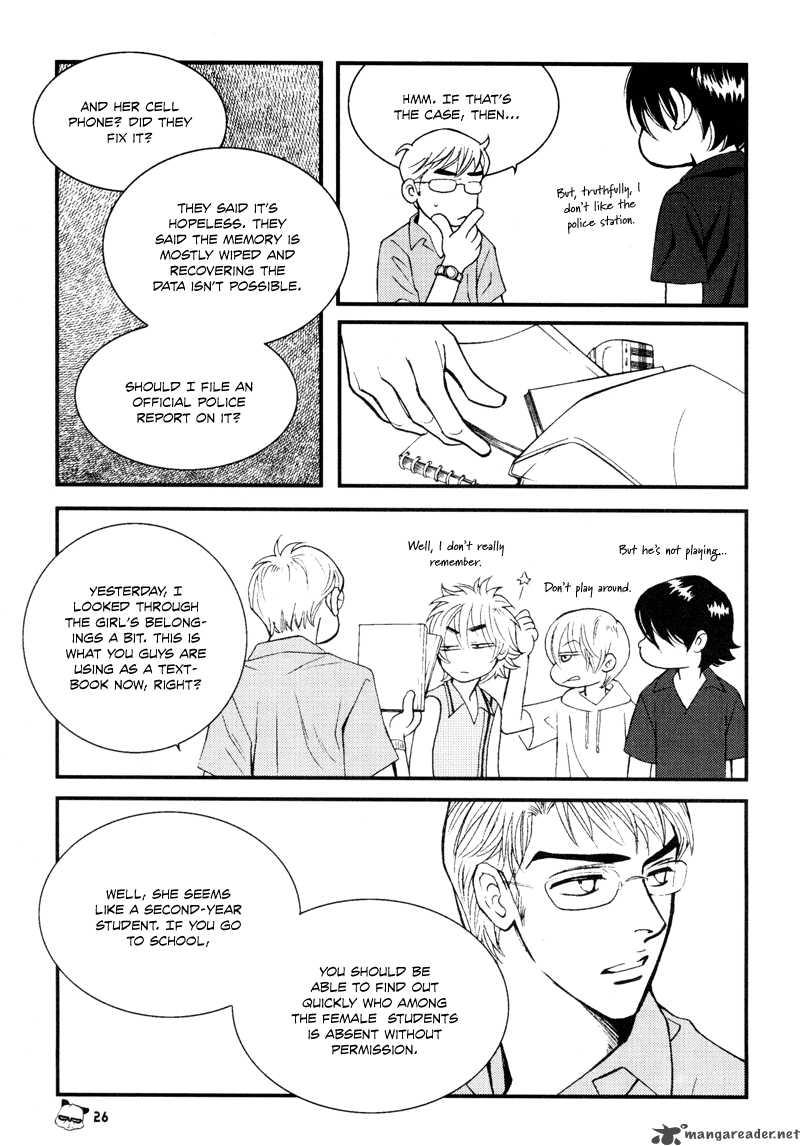 AND HER CELL
PHONE? DID THEY
FIX IT?
THEY SAID IT'S
HOPELESS. THEY
SAID THE MEMORY IS
MOSTLY WIPED AND
RECOVERING THE
DATA ISN'T POSSIBLE.
SHOULD I FILE AN
OFFICIAL POLICE
REPORT ON IT?
HMM. IF THAT'S
THE CASE, THEN...
But, truthfully, I
don't like the
police station.
YESTERDAY, I
LOOKED THROUGH
THE GIRL'S BELONG-
INGS A BIT. THIS IS
WHAT YOU GUYS ARE
USING AS A TEXT-
BOOK NOW, RIGHT?
Well, I don't really
remember.
Don't play around.
But he's not playing...
WELL, SHE SEEMS
LIKE A SECOND-YEAR
STUDENT. IF YOU GO
TO SCHOOL,
YOU SHOULD BE
ABLE TO FIND OUT
QUICKLY WHO AMONG
THE FEMALE STUDENTS
IS ABSENT WITHOUT
PERMISSION.
26
mangareader.net